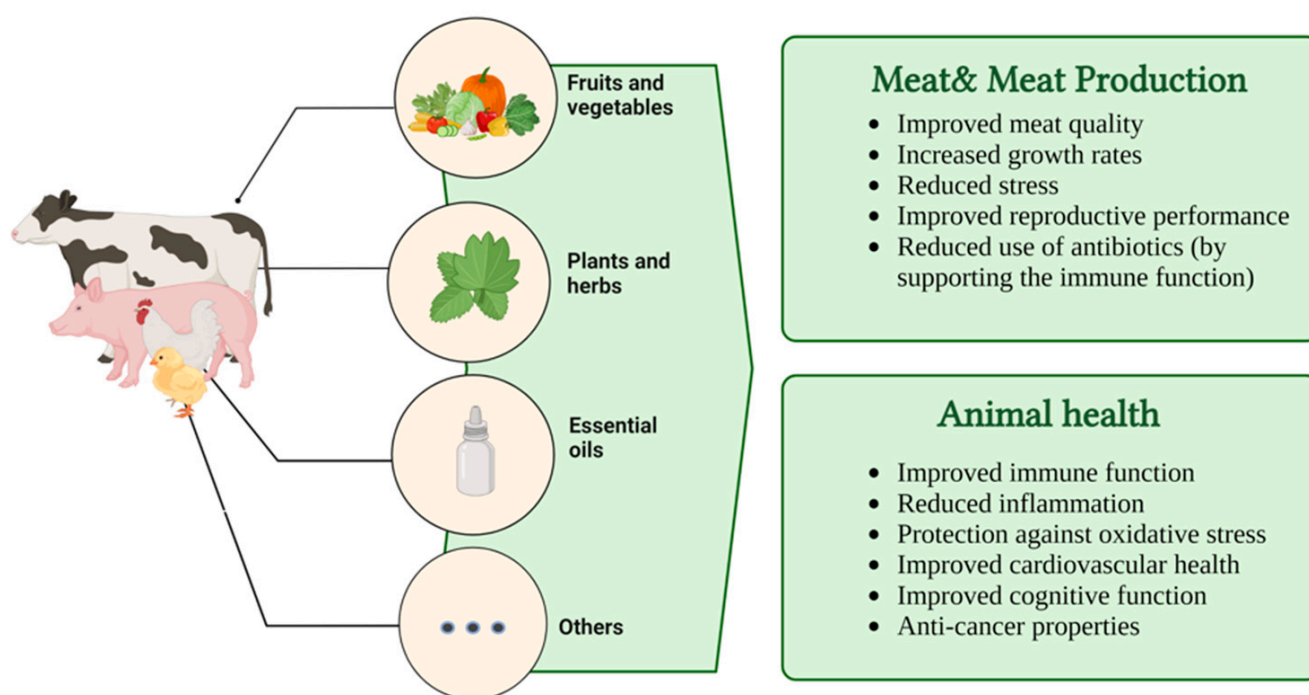 Fruits and
vegetables
Plants and
herbs
Essential
oils
Others
Meat& Meat Production
• Improved meat quality
• Increased growth rates
• Reduced stress
• Improved reproductive performance
• Reduced use of antibiotics (by
supporting the immune function)
Animal health
• Improved immune function
• Reduced inflammation
• Protection against oxidative stress
• Improved cardiovascular health
• Improved cognitive function
• Anti-cancer properties